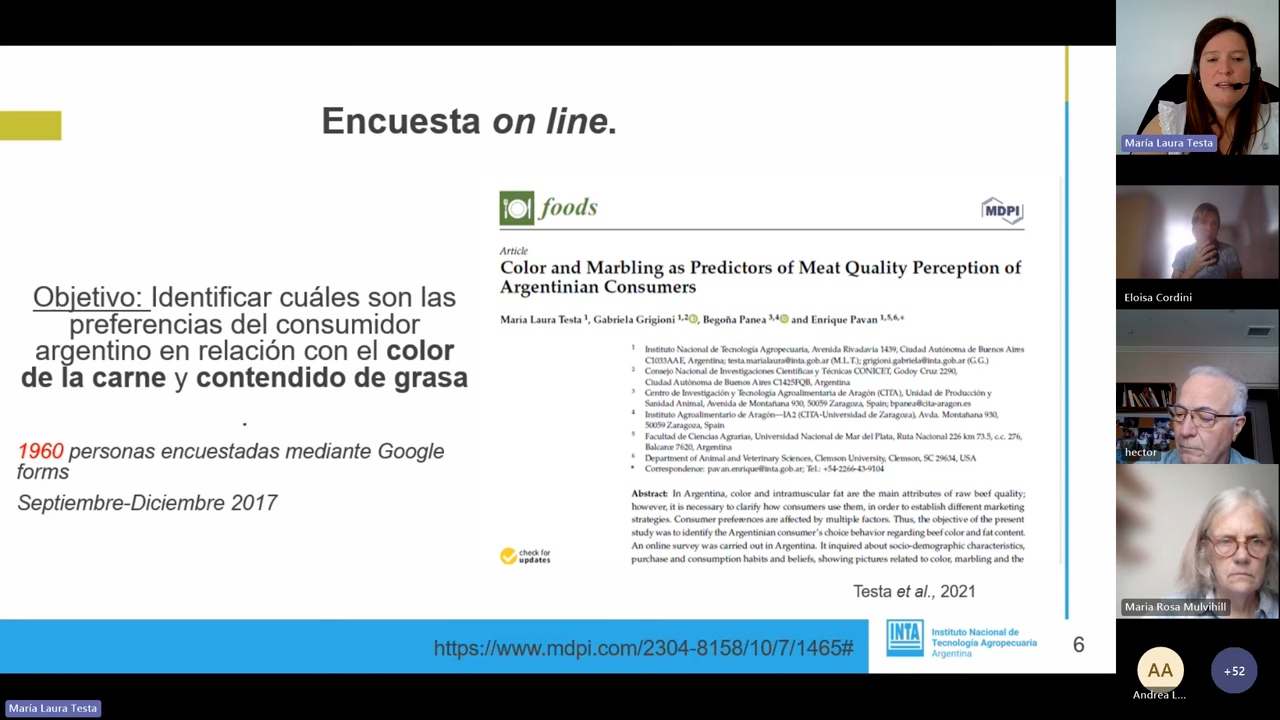 Encuesta on line.
Objetivo: Identificar cuáles son las
preferencias del consumidor
argentino en relación con el color
de la carne y contendido de grasa
.
1960 personas encuestadas mediante Google
forms
Septiembre-Diciembre 2017
foods
MDPI
Article
Color and Marbling as Predictors of Meat Quality Perception of
Argentinian Consumers
María Laura Testa 1, Gabriela Grigioni 1,2, Begoña Panea 3,4 and Enrique Pavan 1,5,6,*
1 Instituto Nacional de Tecnología Agropecuaria, Avenida Rivadavia 1439, Ciudad Autónoma de Buenos Aires
C1033AAE, Argentina; testa.marialaura@inta.gob.ar (M.L.T.); grigioni.gabriela@inta.gob.ar (G.G.)
2 Consejo Nacional de Investigaciones Científicas y Técnicas CONICET, Godoy Cruz 2290,
Ciudad Autónoma de Buenos Aires C1425FQB, Argentina
3 Centro de Investigación y Tecnología Agroalimentaria de Aragón (CITA), Unidad de Producción y
Sanidad Animal, Avenida de Montañana 930, 50059 Zaragoza, Spain; bpanea@cita-aragon.es
4 Instituto Agroalimentario de Aragón—IA2 (CITA-Universidad de Zaragoza), Avda. Montañana 930,
50059 Zaragoza, Spain
5 Facultad de Ciencias Agrarias, Universidad Nacional de Mar del Plata, Ruta Nacional 226 km 73.5, c.c. 276,
Balcarce 7620, Argentina
6 Department of Animal and Veterinary Sciences, Clemson University, Clemson, SC 29634, USA
* Correspondence: pavan.enrique@inta.gob.ar; Tel.: +54-2266-43-9104
Abstract: In Argentina, color and intramuscular fat are the main attributes of raw beef quality;
however, it is necessary to clarify how consumers use them, in order to establish different marketing
strategies. Consumer preferences are affected by multiple factors. Thus, the objective of the present
study was to identify the Argentinian consumer's choice behavior regarding beef color and fat content.
An online survey was carried out in Argentina. It inquired about socio-demographic characteristics,
purchase and consumption habits and beliefs, showing pictures related to color, marbling and the
check for
updates
Testa et al., 2021
https://www.mdpi.com/2304-8158/10/7/1465#
INTA
Instituto Nacional de
Tecnología Agropecuaria
Argentina
6
María Laura Testa
Eloisa Cordini
hector
Maria Rosa Mulvihill
AA
Andrea L...
+52
María Laura Testa